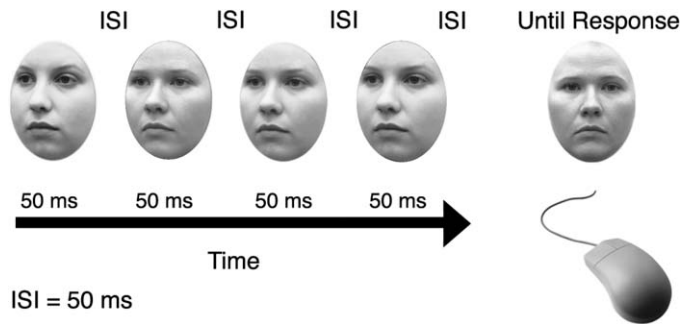 ISI ISI ISI ISI Until Response
50 ms 50 ms 50 ms 50 ms
Time
ISI = 50 ms